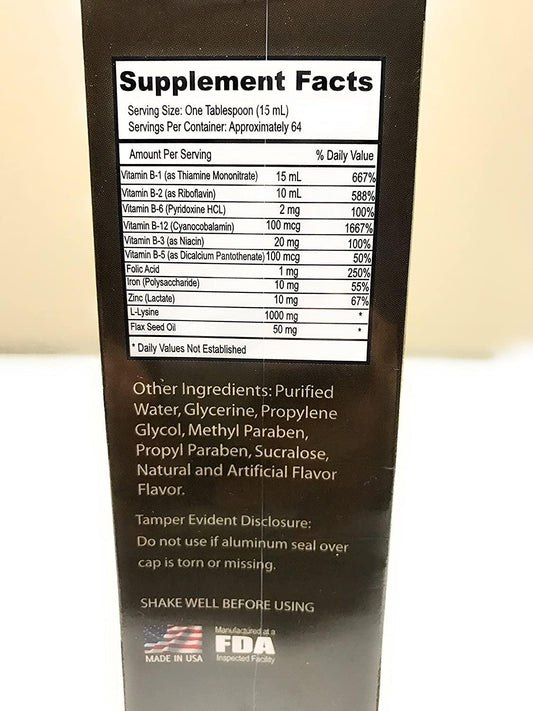 Supplement Facts
Serving Size: One Tablespoon (15 mL)
Servings Per Container: Approximately 64
Amount Per Serving % Daily Value
Vitamin B-1 (as Thiamine Mononitrate) 15 mL 667%
Vitamin B-2 (as Riboflavin) 10 mL 588%
Vitamin B-6 (Pyridoxine HCL) 2 mg 100%
Vitamin B-12 (Cyanocobalamin) 100 mcg 1667%
Vitamin B-3 (as Niacin) 20 mg 100%
Vitamin B-5 (as Dicalcium Pantothenate) 100 mcg 50%
Folic Acid 1 mg 250%
Iron (Polysaccharide) 10 mg 55%
Zinc (Lactate) 10 mg 67%
L-Lysine 1000 mg *
Flax Seed Oil 50 mg *
* Daily Values Not Established
Other Ingredients: Purified
Water, Glycerine, Propylene
Glycol, Methyl Paraben,
Propyl Paraben, Sucralose,
Natural and Artificial Flavor
Flavor.
Tamper Evident Disclosure:
Do not use if aluminum seal over
cap is torn or missing.
SHAKE WELL BEFORE USING
MADE IN USA
Manufactured at a
FDA
Inspected Facility